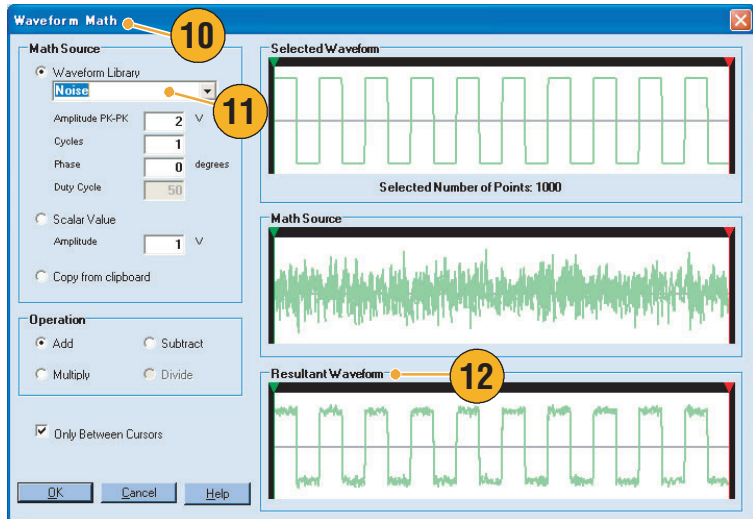 Waveform Math
10
Math Source
Waveform Library
Noise
11
Amplitude PK-PK 2 V
Cycles 1
Phase 0 degrees
Duty Cycle 50
Scalar Value
Amplitude 1 V
Copy from clipboard
Operation
Add Subtract
Multiply Divide
Only Between Cursors
OK Cancel Help
Selected Waveform
Selected Number of Points: 1000
Math Source
Resultant Waveform
12